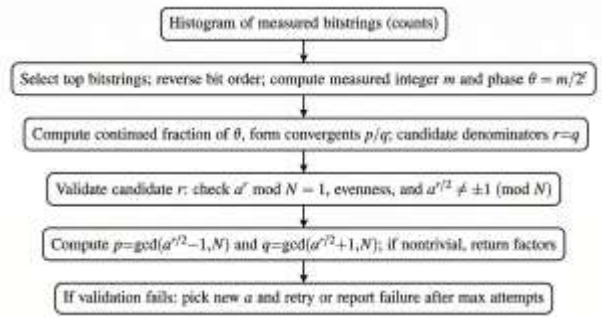 Histogram of measured bitstrings (counts)
Select top bitstrings; reverse bit order; compute measured integer m and phase θ = m/2ᵗ
Compute continued fraction of θ, form convergents p/q; candidate denominators r=q
Validate candidate r: check aʳ mod N = 1, evenness, and a^{r/2} ≠ ±1 (mod N)
Compute p=gcd(a^{r/2}−1,N) and q=gcd(a^{r/2}+1,N); if nontrivial, return factors
If validation fails: pick new a and retry or report failure after max attempts